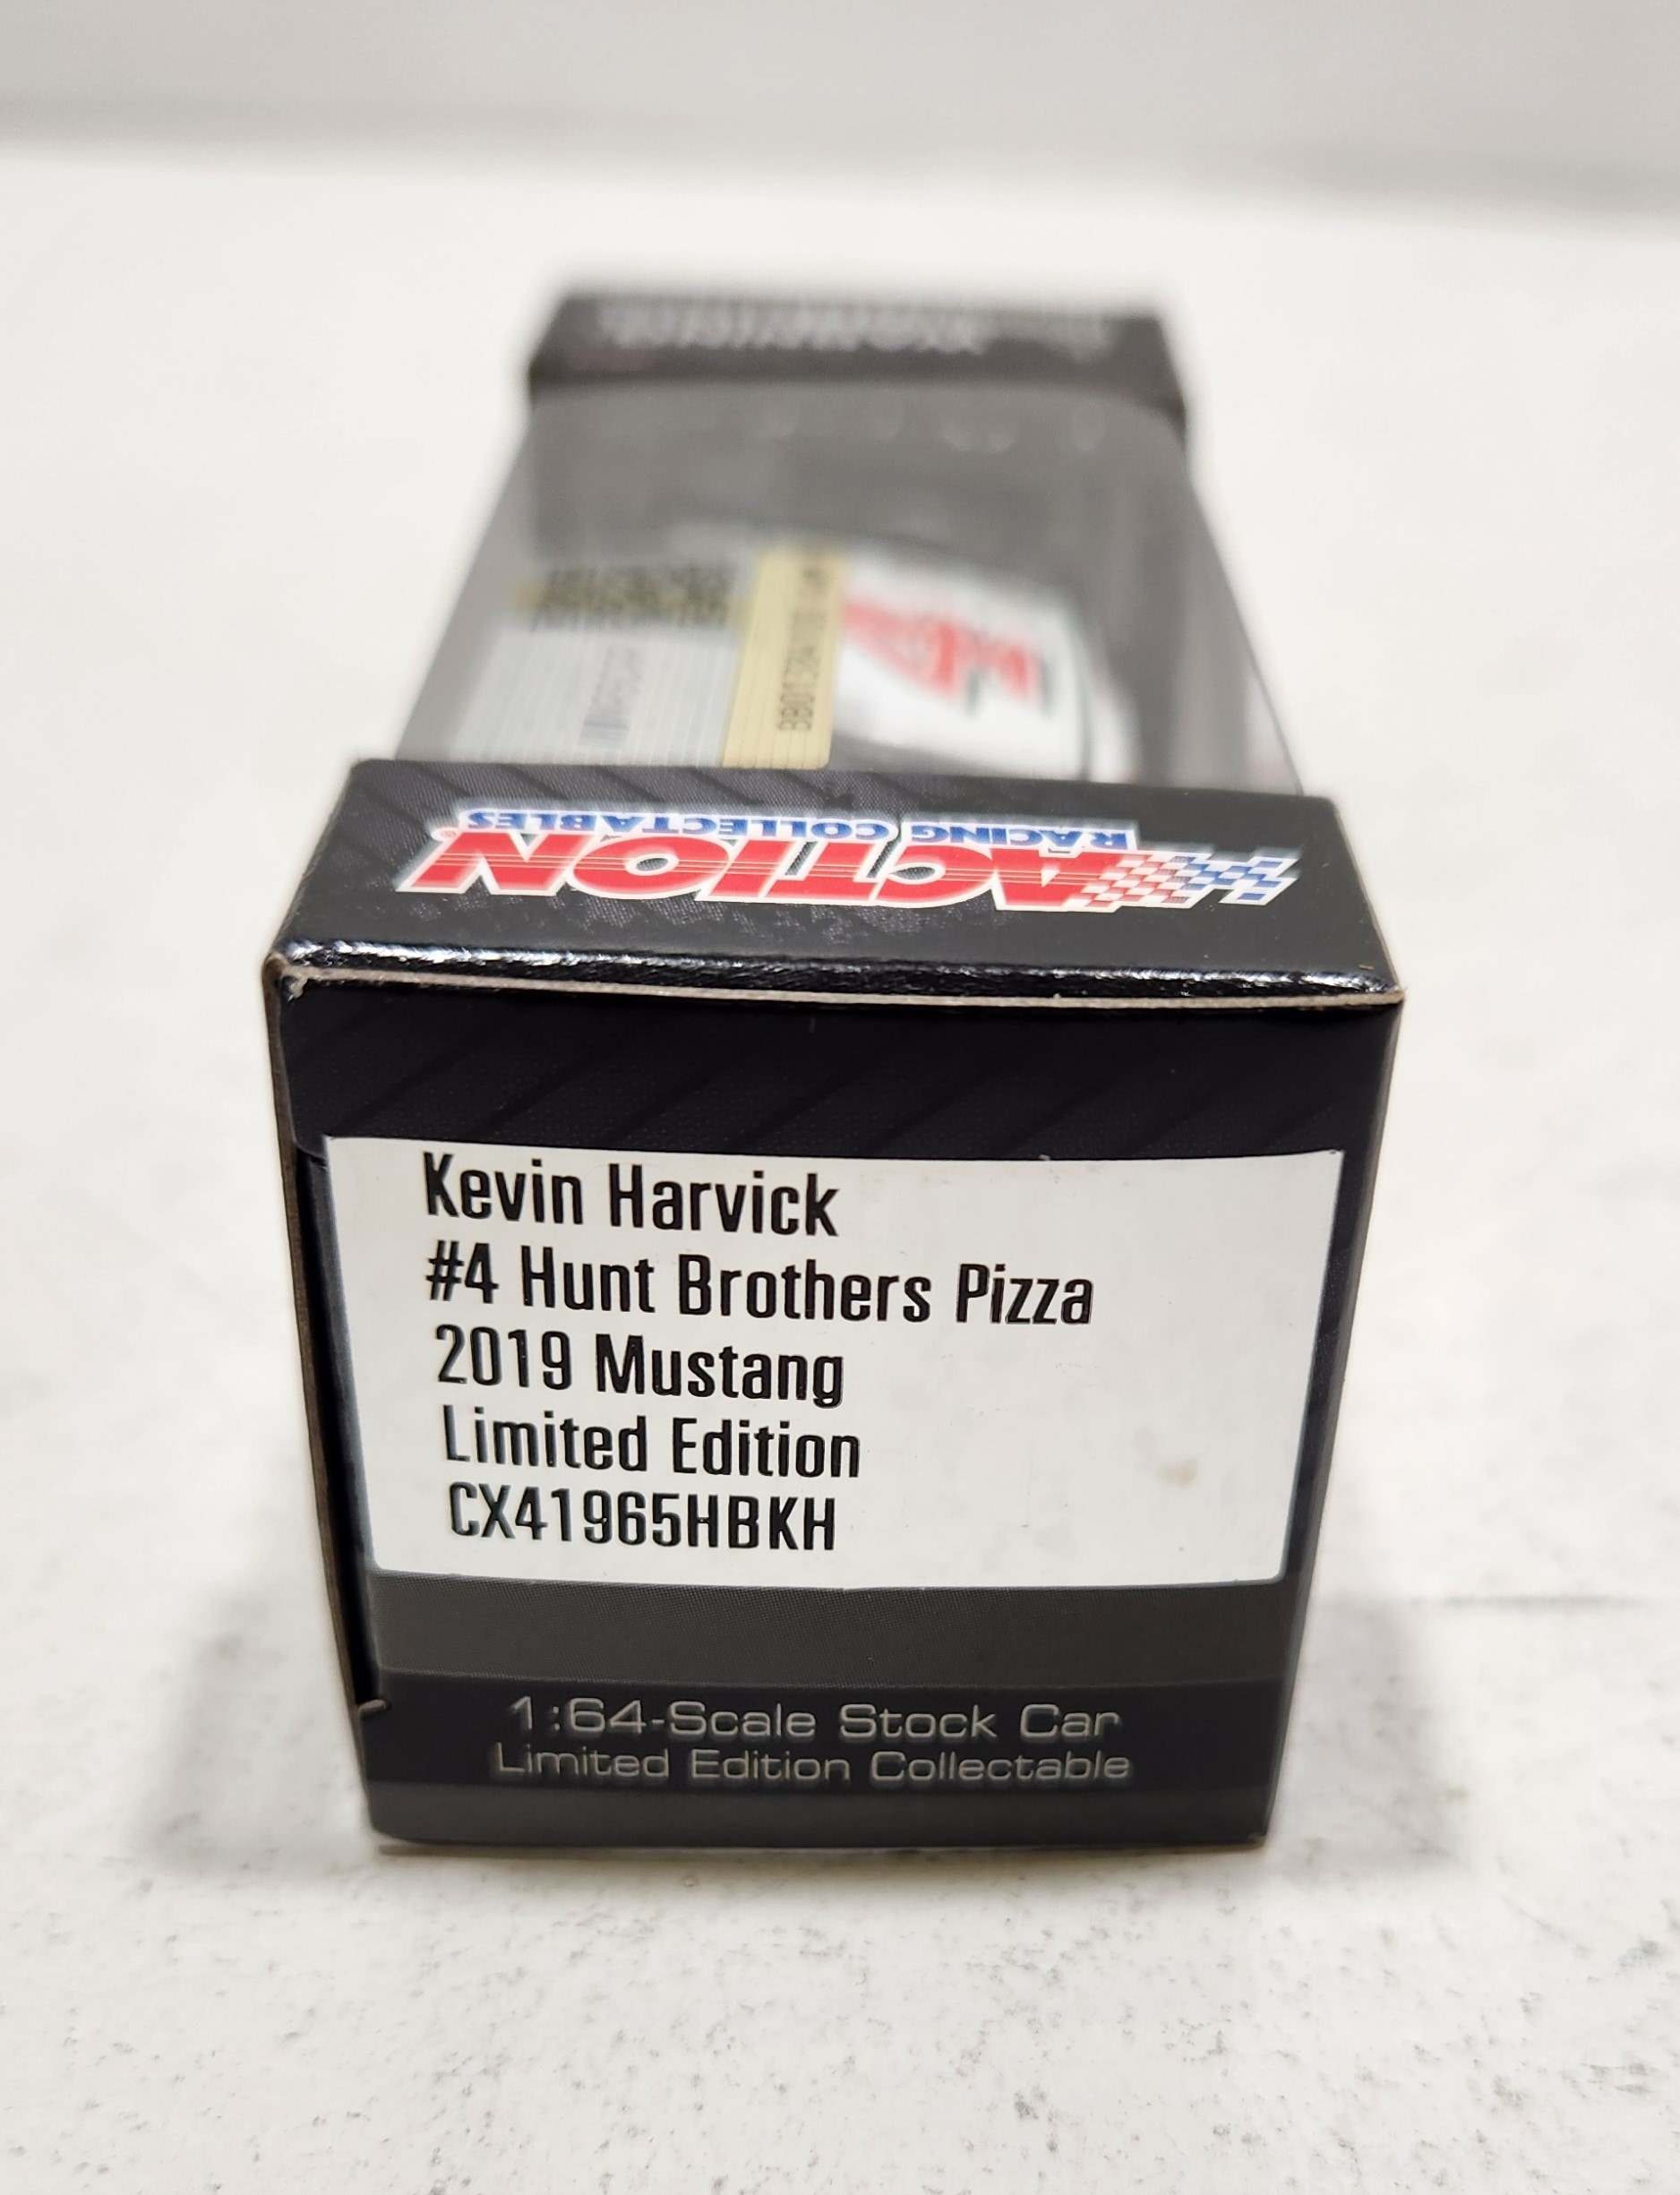 ACTION
RACING COLLECTABLES
Kevin Harvick
#4 Hunt Brothers Pizza
2019 Mustang
Limited Edition
CX41965HBKH
1:64-Scale Stock Car
Limited Edition Collectable